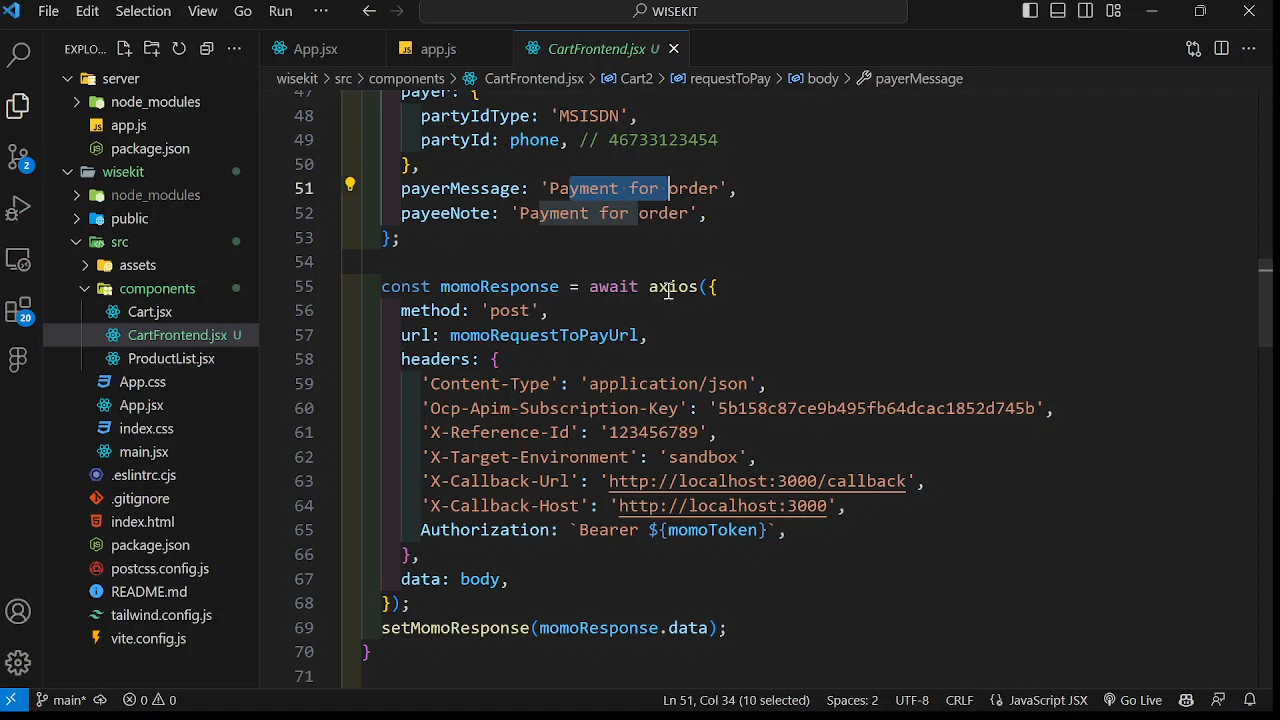 File Edit Selection View Go Run ··· WISEKIT
EXPLO... ···
App.jsx
app.js
CartFrontend.jsx U
wisekit > src > components > CartFrontend.jsx > Cart2 > requestToPay > body > payerMessage
server
node_modules
app.js
package.json
wisekit
node_modules
public
src
assets
components
Cart.jsx
CartFrontend.jsx U
ProductList.jsx
App.css
App.jsx
index.css
main.jsx
.eslintrc.cjs
.gitignore
index.html
package.json
postcss.config.js
README.md
tailwind.config.js
vite.config.js
2
20
47 payer: {
48 partyIdType: 'MSISDN',
49 partyId: phone, // 46733123454
50 },
51 payerMessage: 'Payment for order',
52 payeeNote: 'Payment for order',
53 };
54
55 const momoResponse = await axios({
56 method: 'post',
57 url: momoRequestToPayUrl,
58 headers: {
59 'Content-Type': 'application/json',
60 'Ocp-Apim-Subscription-Key': '5b158c87ce9b495fb64dcac1852d745b',
61 'X-Reference-Id': '123456789',
62 'X-Target-Environment': 'sandbox',
63 'X-Callback-Url': 'http://localhost:3000/callback',
64 'X-Callback-Host': 'http://localhost:3000',
65 Authorization: `Bearer ${momoToken}`,
66 },
67 data: body,
68 });
69 setMomoResponse(momoResponse.data);
70 }
71
main* 0 0 Ln 51, Col 34 (10 selected) Spaces: 2 UTF-8 CRLF JavaScript JSX Go Live